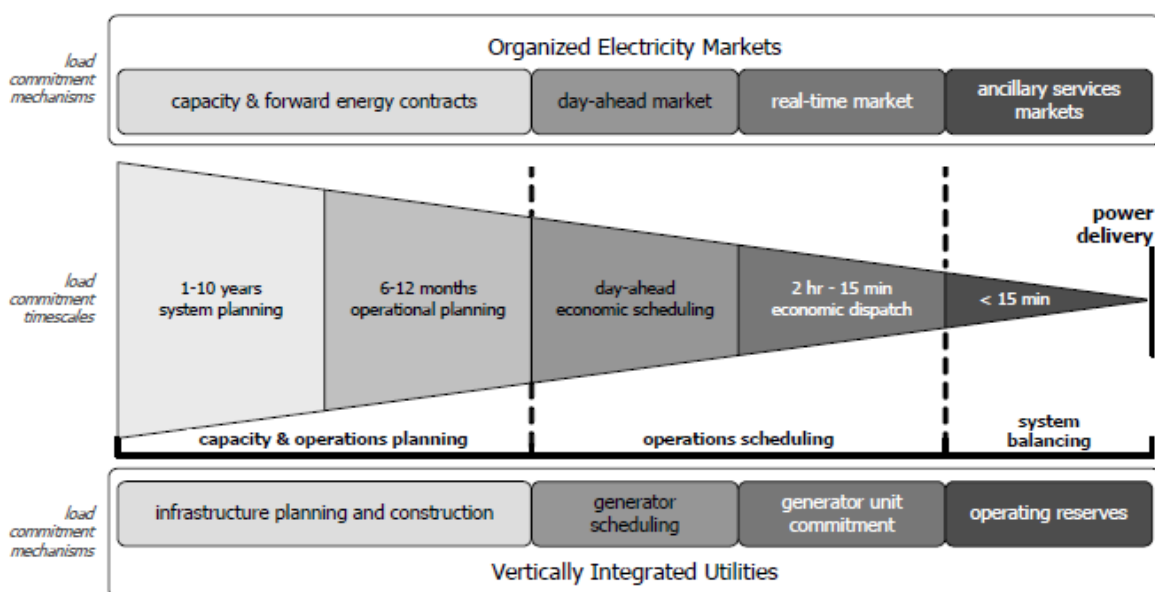 Organized Electricity Markets
load
commitment
mechanisms
capacity & forward energy contracts
day-ahead market
real-time market
ancillary services
markets
power
delivery
load
commitment
timescales
1-10 years
system planning
6-12 months
operational planning
day-ahead
economic scheduling
2 hr - 15 min
economic dispatch
< 15 min
capacity & operations planning
operations scheduling
system
balancing
load
commitment
mechanisms
infrastructure planning and construction
generator
scheduling
generator unit
commitment
operating reserves
Vertically Integrated Utilities